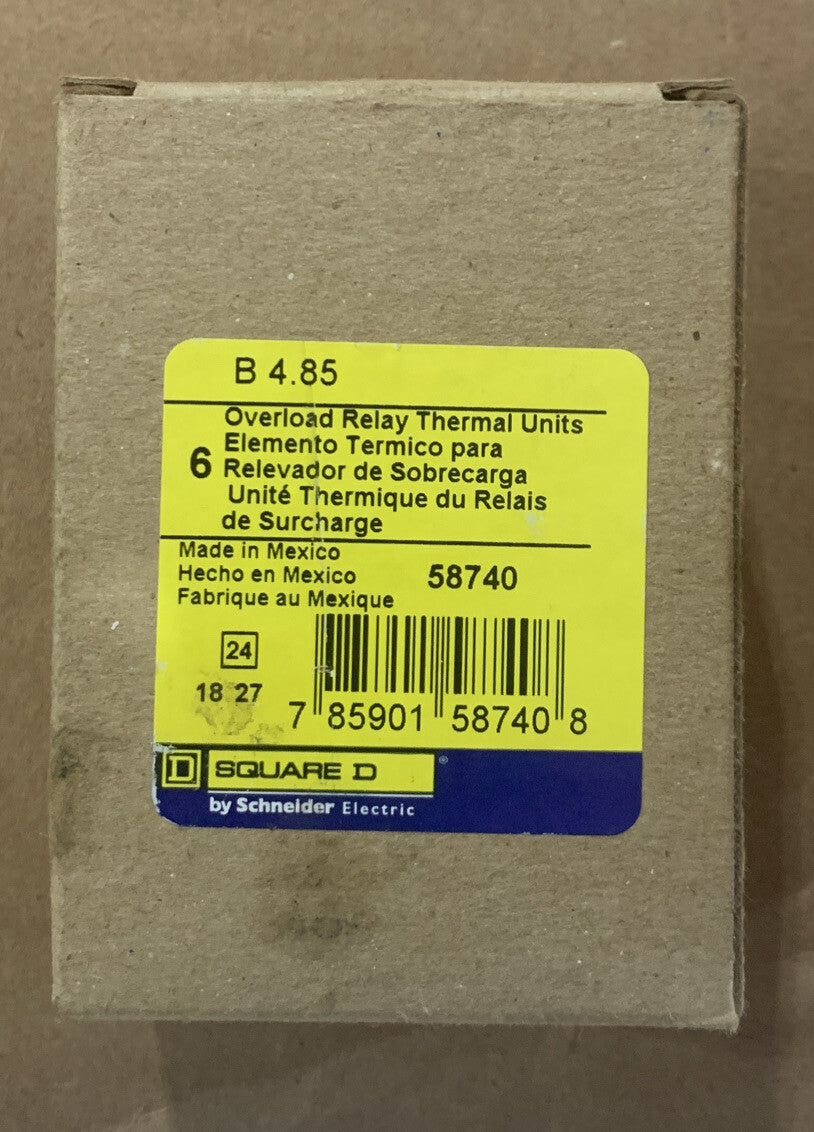 B 4.85
Overload Relay Thermal Units
Elemento Termico para
6 Relevador de Sobrecarga
Unité Thermique du Relais
de Surcharge
Made in Mexico
Hecho en Mexico 58740
Fabrique au Mexique
24
18 27
7 85901 58740 8
D SQUARE D ®
by Schneider Electric